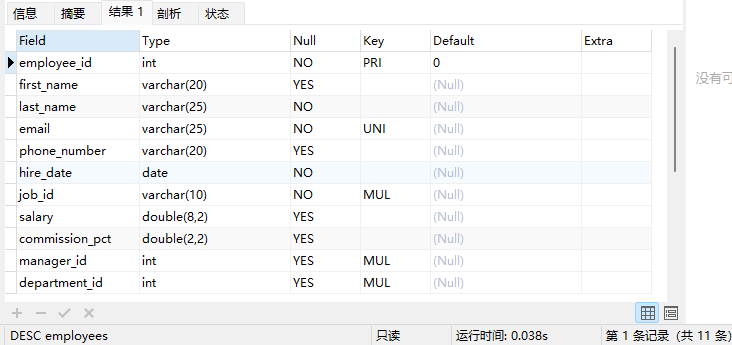 信息 摘要 结果 1 剖析 状态
Field Type Null Key Default Extra
employee_id int NO PRI 0
first_name varchar(20) YES (Null)
last_name varchar(25) NO (Null)
email varchar(25) NO UNI (Null)
phone_number varchar(20) YES (Null)
hire_date date NO (Null)
job_id varchar(10) NO MUL (Null)
salary double(8,2) YES (Null)
commission_pct double(2,2) YES (Null)
manager_id int YES MUL (Null)
department_id int YES MUL (Null)
没有可
DESC employees 只读 运行时间: 0.038s 第 1 条记录 (共 11 条)